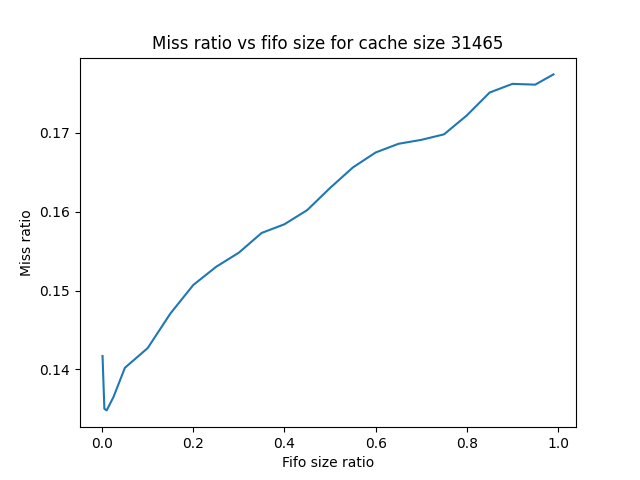 Miss ratio vs fifo size for cache size 31465
0.17
0.16
0.15
0.14
Miss ratio
0.0 0.2 0.4 0.6 0.8 1.0
Fifo size ratio